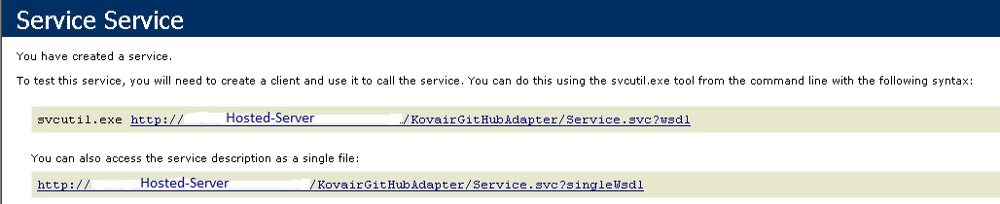 Service Service
You have created a service.
To test this service, you will need to create a client and use it to call the service. You can do this using the svcutil.exe tool from the command line with the following syntax:
svcutil.exe http:// Hosted-Server /KovairGitHubAdapter/Service.svc?wsdl
You can also access the service description as a single file:
http:// Hosted-Server /KovairGitHubAdapter/Service.svc?singleWsdl